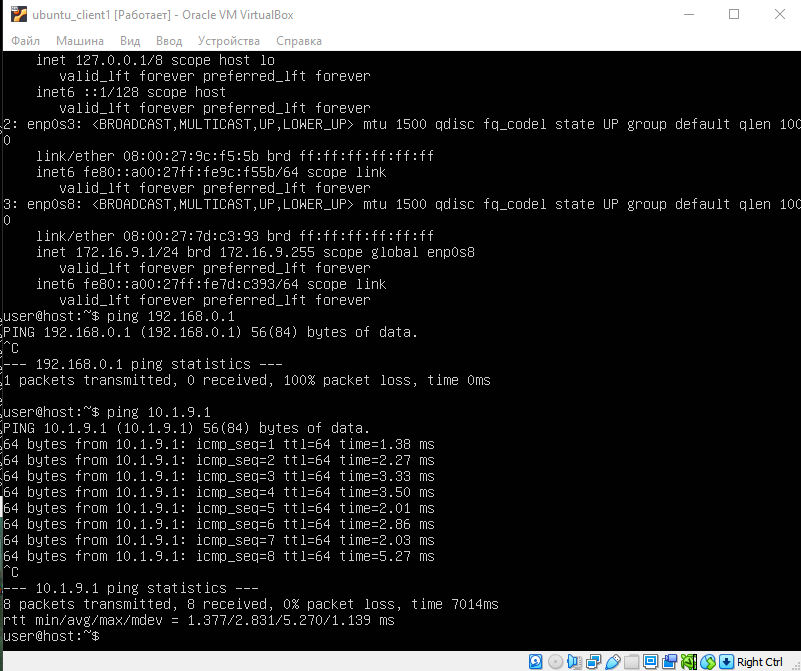 ubuntu_client1 [Работает] - Oracle VM VirtualBox
Файл Машина Вид Ввод Устройства Справка
    inet 127.0.0.1/8 scope host lo
       valid_lft forever preferred_lft forever
    inet6 ::1/128 scope host
       valid_lft forever preferred_lft forever
2: enp0s3: <BROADCAST,MULTICAST,UP,LOWER_UP> mtu 1500 qdisc fq_codel state UP group default qlen 100
0
    link/ether 08:00:27:9c:f5:5b brd ff:ff:ff:ff:ff:ff
    inet6 fe80::a00:27ff:fe9c:f55b/64 scope link
       valid_lft forever preferred_lft forever
3: enp0s8: <BROADCAST,MULTICAST,UP,LOWER_UP> mtu 1500 qdisc fq_codel state UP group default qlen 100
0
    link/ether 08:00:27:7d:c3:93 brd ff:ff:ff:ff:ff:ff
    inet 172.16.9.1/24 brd 172.16.9.255 scope global enp0s8
       valid_lft forever preferred_lft forever
    inet6 fe80::a00:27ff:fe7d:c393/64 scope link
       valid_lft forever preferred_lft forever
user@host:~$ ping 192.168.0.1
PING 192.168.0.1 (192.168.0.1) 56(84) bytes of data.
^C
--- 192.168.0.1 ping statistics ---
1 packets transmitted, 0 received, 100% packet loss, time 0ms

user@host:~$ ping 10.1.9.1
PING 10.1.9.1 (10.1.9.1) 56(84) bytes of data.
64 bytes from 10.1.9.1: icmp_seq=1 ttl=64 time=1.38 ms
64 bytes from 10.1.9.1: icmp_seq=2 ttl=64 time=2.27 ms
64 bytes from 10.1.9.1: icmp_seq=3 ttl=64 time=3.33 ms
64 bytes from 10.1.9.1: icmp_seq=4 ttl=64 time=3.50 ms
64 bytes from 10.1.9.1: icmp_seq=5 ttl=64 time=2.01 ms
64 bytes from 10.1.9.1: icmp_seq=6 ttl=64 time=2.86 ms
64 bytes from 10.1.9.1: icmp_seq=7 ttl=64 time=2.03 ms
64 bytes from 10.1.9.1: icmp_seq=8 ttl=64 time=5.27 ms
^C
--- 10.1.9.1 ping statistics ---
8 packets transmitted, 8 received, 0% packet loss, time 7014ms
rtt min/avg/max/mdev = 1.377/2.831/5.270/1.139 ms
user@host:~$
Right Ctrl